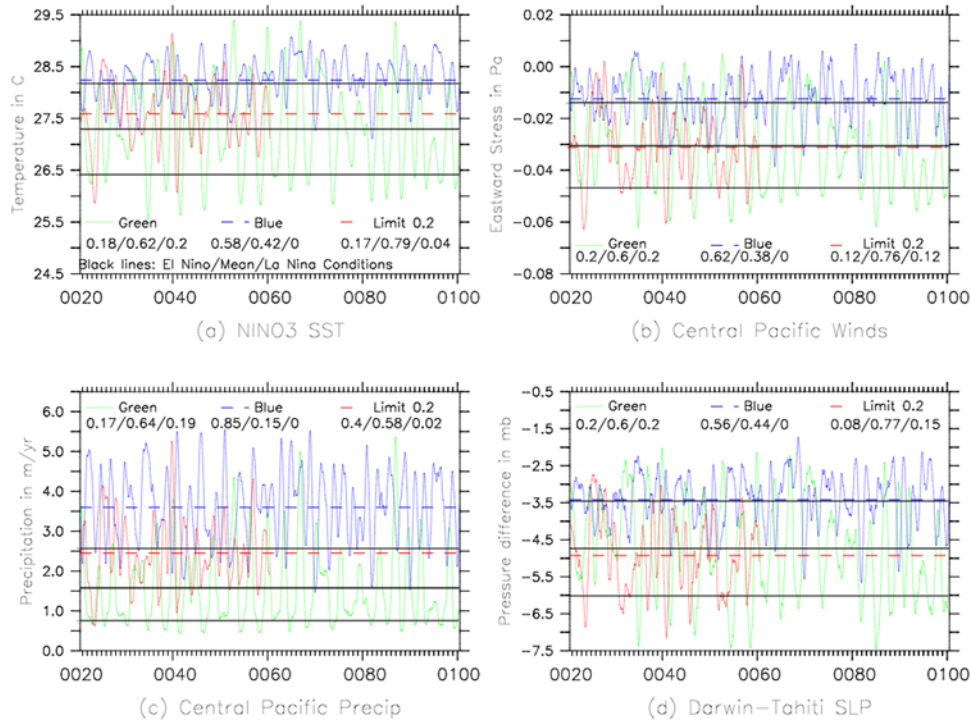 29.5
28.5
27.5
26.5
25.5
24.5
Temperature in C
Green Blue Limit 0.2
0.18/0.62/0.2 0.58/0.42/0 0.17/0.79/0.04
Black lines: El Nino/Mean/La Nina Conditions
0020 0040 0060 0080 0100
(a) NINO3 SST
0.02
0.00
−0.02
−0.04
−0.06
−0.08
Eastward Stress in Pa
Green Blue Limit 0.2
0.2/0.6/0.2 0.62/0.38/0 0.12/0.76/0.12
0020 0040 0060 0080 0100
(b) Central Pacific Winds
6.0
5.0
4.0
3.0
2.0
1.0
0.0
Precipitation in m/yr
Green Blue Limit 0.2
0.17/0.64/0.19 0.85/0.15/0 0.4/0.58/0.02
0020 0040 0060 0080 0100
(c) Central Pacific Precip
−0.5
−1.5
−2.5
−3.5
−4.5
−5.5
−6.5
−7.5
Pressure difference in mb
Green Blue Limit 0.2
0.2/0.6/0.2 0.56/0.44/0 0.08/0.77/0.15
0020 0040 0060 0080 0100
(d) Darwin−Tahiti SLP